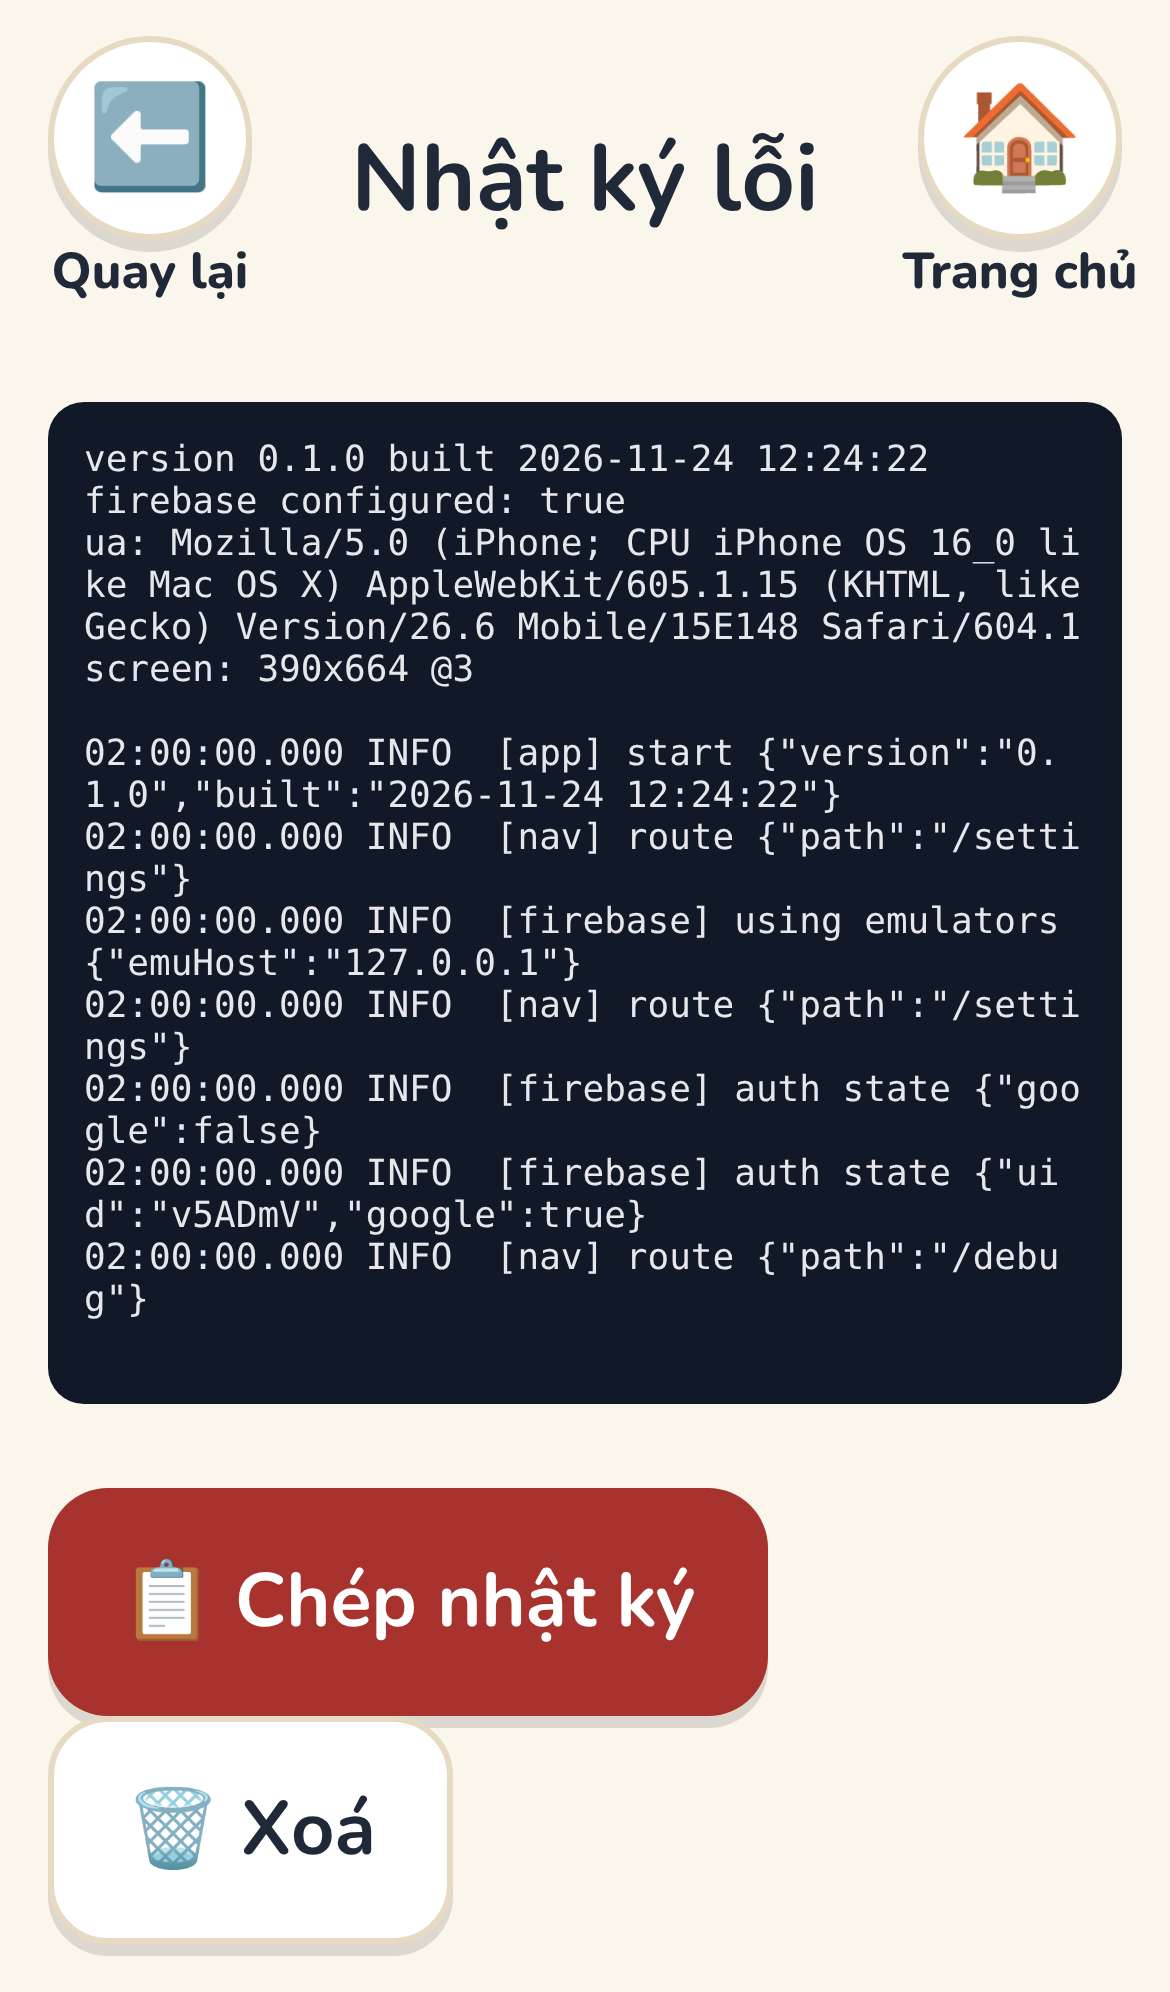 Nhật ký lỗi
Quay lại
Trang chủ
version 0.1.0 built 2026-11-24 12:24:22
firebase configured: true
ua: Mozilla/5.0 (iPhone; CPU iPhone OS 16_0 li
ke Mac OS X) AppleWebKit/605.1.15 (KHTML, like
Gecko) Version/26.6 Mobile/15E148 Safari/604.1
screen: 390x664 @3

02:00:00.000 INFO  [app] start {"version":"0.
1.0","built":"2026-11-24 12:24:22"}
02:00:00.000 INFO  [nav] route {"path":"/setti
ngs"}
02:00:00.000 INFO  [firebase] using emulators
{"emuHost":"127.0.0.1"}
02:00:00.000 INFO  [nav] route {"path":"/setti
ngs"}
02:00:00.000 INFO  [firebase] auth state {"goo
gle":false}
02:00:00.000 INFO  [firebase] auth state {"ui
d":"v5ADmV","google":true}
02:00:00.000 INFO  [nav] route {"path":"/debu
g"}
Chép nhật ký
Xoá